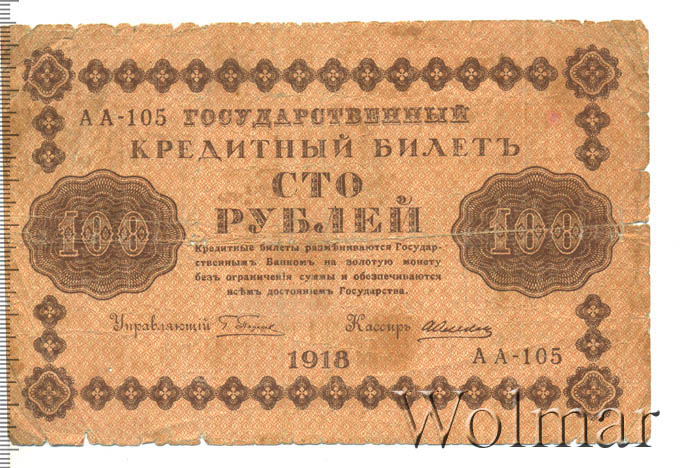 АА-105 ГОСУДАРСТВЕННЫЙ
КРЕДИТНЫЙ БИЛЕТЪ
СТО
РУБЛЕЙ
100 100
Кредитные билеты размѣниваются Государ-
ственнымъ Банкомъ на золотую монету
безъ ограниченія суммы и обезпечиваются
всѣмъ достояніемъ Государства.
Управляющій Кассиръ
1918
АА-105
Wolmar